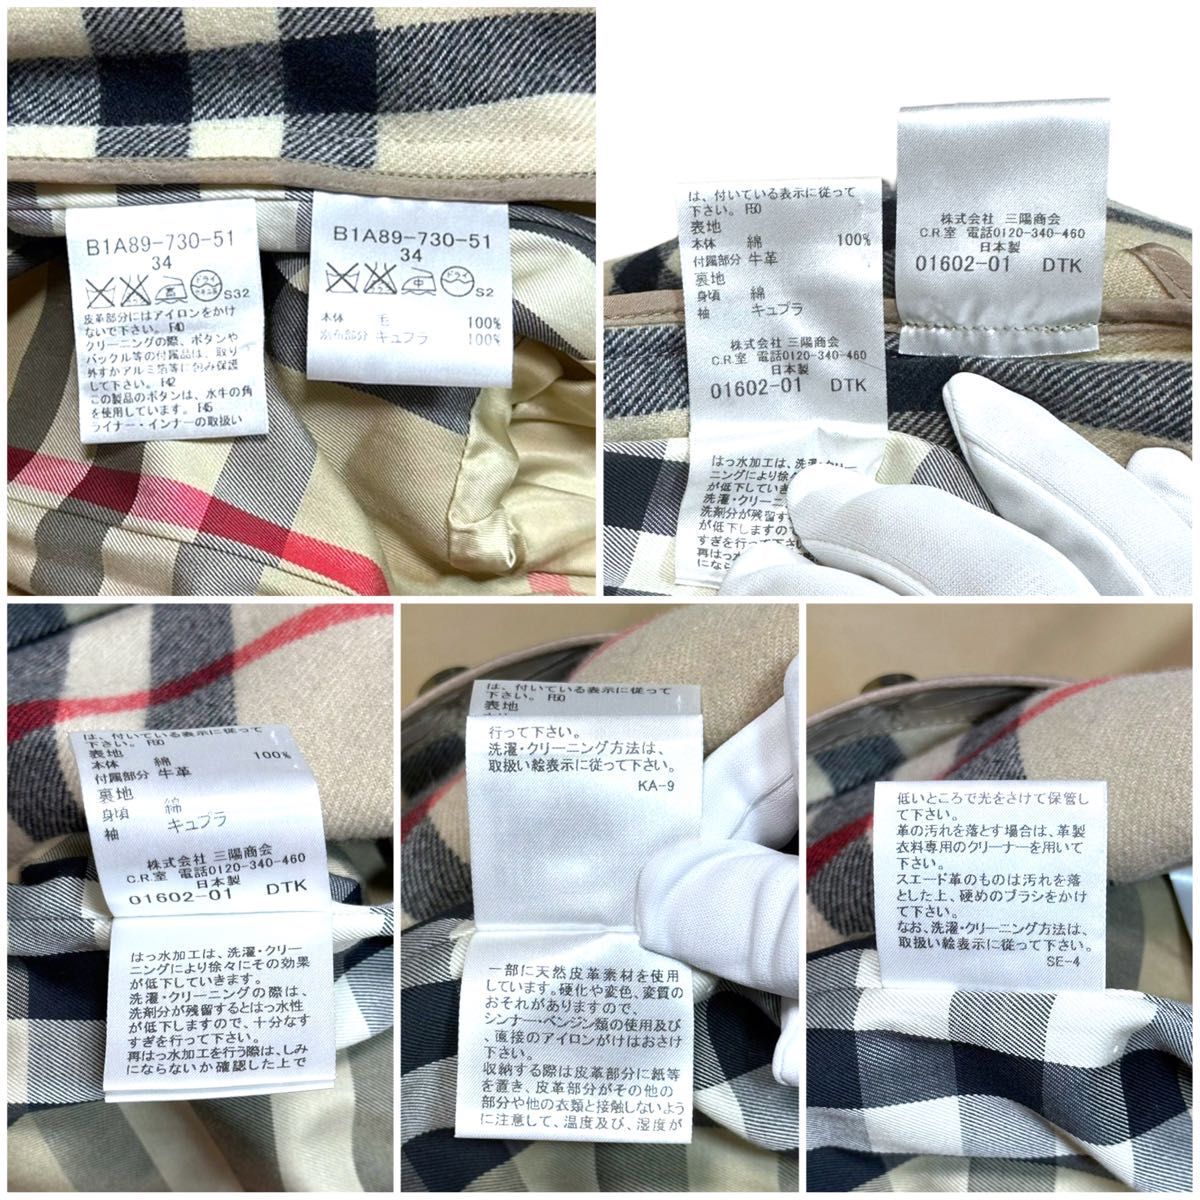 B1A89-730-51
34
高
ドライ
S32
皮革部分にはアイロンをかけ
ないで下さい。F40
クリーニングの際、ボタンや
バックル等の付属品は、取り
外すかアルミ箔等に包み保護
して下さい。F42
この製品のボタンは、水牛の角
を使用しています。F45
ライナー・インナーの取扱い
B1A89-730-51
34
中
ドライ
S2
本体 毛 100%
別布部分 キュプラ 100%
は、付いている表示に従って
下さい。F50
表地
本体 綿 100%
付属部分 牛革
裏地
身頃 綿
袖 キュプラ
株式会社 三陽商会
C.R.室 電話0120-340-460
日本製
01602-01 DTK
はっ水加工は、洗濯・クリー
ニングにより徐々
が低下していき
洗濯・クリーニ
洗剤分が残留す
が低下しますので
すぎを行って下
再はっ水
になら
株式会社 三陽商会
C.R.室 電話0120-340-460
日本製
01602-01 DTK
は、付いている表示に従って
下さい。F50
表地
本体 綿 100%
付属部分 牛革
裏地
身頃 綿
袖 キュプラ
株式会社 三陽商会
C.R.室 電話0120-340-460
日本製
01602-01 DTK
はっ水加工は、洗濯・クリー
ニングにより徐々にその効果
が低下していきます。
洗濯・クリーニングの際は、
洗剤分が残留するとはっ水性
が低下しますので、十分なす
すぎを行って下さい。
再はっ水加工を行う際は、しみ
にならないか確認した上で
は、付いている表示に従って
下さい。F50
表地
行って下さい。
洗濯・クリーニング方法は、
取扱い絵表示に従って下さい。
KA-9
一部に天然皮革素材を使用
しています。硬化や変色、変質の
おそれがありますので、
シンナー・ベンジン類の使用及び
、直接のアイロンがけはおさけ
下さい。
収納する際は皮革部分に紙等
を置き、皮革部分がその他の
部分や他の衣類と接触しないよう
に注意して、温度及び、湿度が
低いところで光をさけて保管し
て下さい。
革の汚れを落とす場合は、革製
衣料専用のクリーナーを用いて
下さい。
スエード革のものは汚れを落
とした上、硬めのブラシをかけ
て下さい。
なお、洗濯・クリーニング方法は、
取扱い絵表示に従って下さい。
SE-4